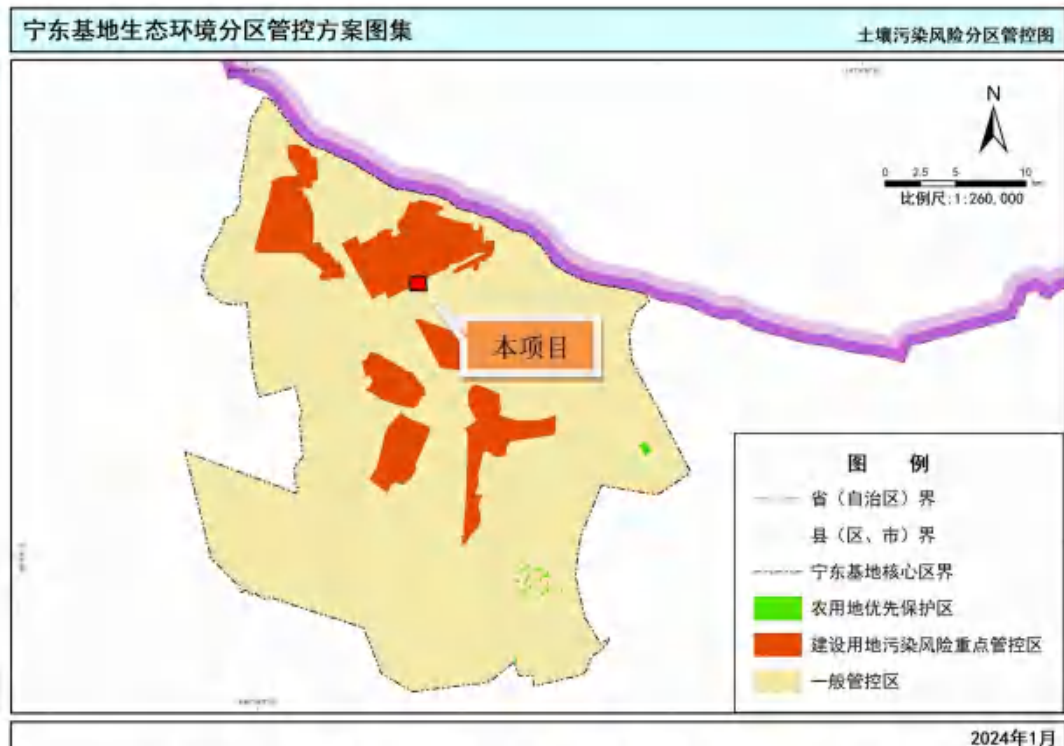 宁东基地生态环境分区管控方案图集
土壤污染风险分区管控图
N
0 2.5 5 10
比例尺:1:260,000
本项目
图 例
省（自治区）界
县（区、市）界
宁东基地核心区界
农用地优先保护区
建设用地污染风险重点管控区
一般管控区
2024年1月